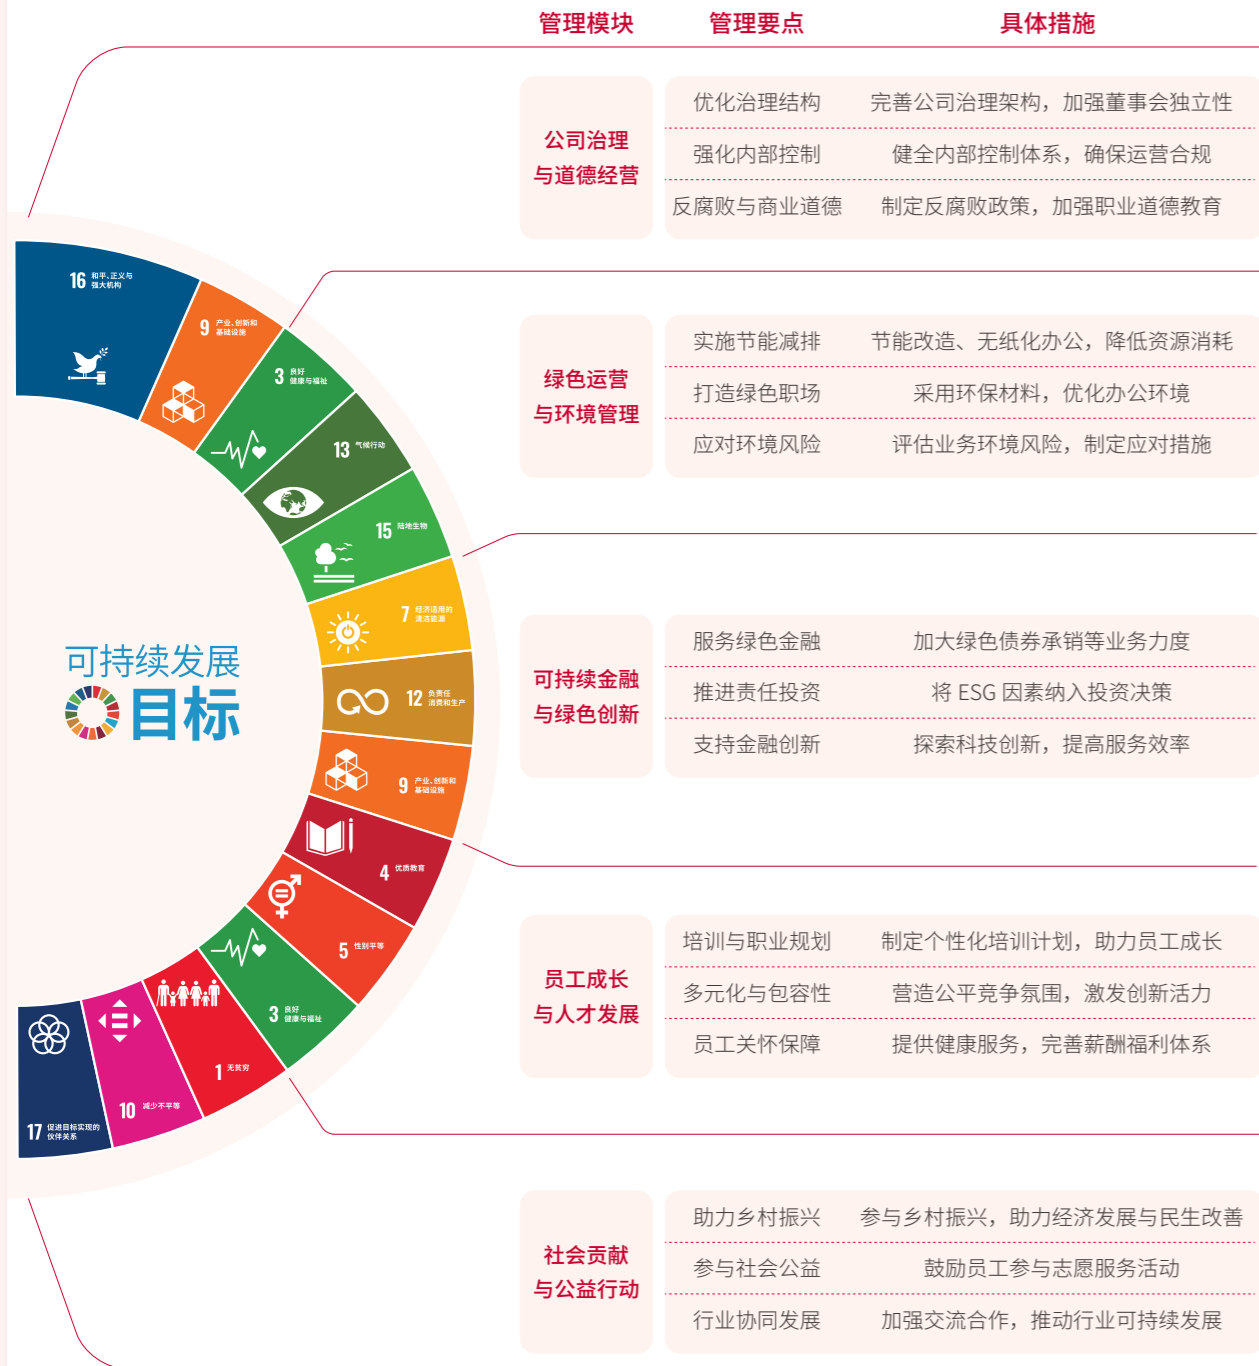 管理模块 管理要点 具体措施
公司治理
与道德经营
优化治理结构 完善公司治理架构，加强董事会独立性
强化内部控制 健全内部控制体系，确保运营合规
反腐败与商业道德 制定反腐败政策，加强职业道德教育
绿色运营
与环境管理
实施节能减排 节能改造、无纸化办公，降低资源消耗
打造绿色职场 采用环保材料，优化办公环境
应对环境风险 评估业务环境风险，制定应对措施
可持续金融
与绿色创新
服务绿色金融 加大绿色债券承销等业务力度
推进责任投资 将 ESG 因素纳入投资决策
支持金融创新 探索科技创新，提高服务效率
员工成长
与人才发展
培训与职业规划 制定个性化培训计划，助力员工成长
多元化与包容性 营造公平竞争氛围，激发创新活力
员工关怀保障 提供健康服务，完善薪酬福利体系
社会贡献
与公益行动
助力乡村振兴 参与乡村振兴，助力经济发展与民生改善
参与社会公益 鼓励员工参与志愿服务活动
行业协同发展 加强交流合作，推动行业可持续发展
可持续发展
目标
16 和平、正义与
强大机构
9 产业、创新和
基础设施
3 良好
健康与福祉
13 气候行动
15 陆地生物
7 经济适用的
清洁能源
12 负责任
消费和生产
9 产业、创新和
基础设施
4 优质教育
5 性别平等
3 良好
健康与福祉
1 无贫穷
10 减少不平等
17 促进目标实现的
伙伴关系